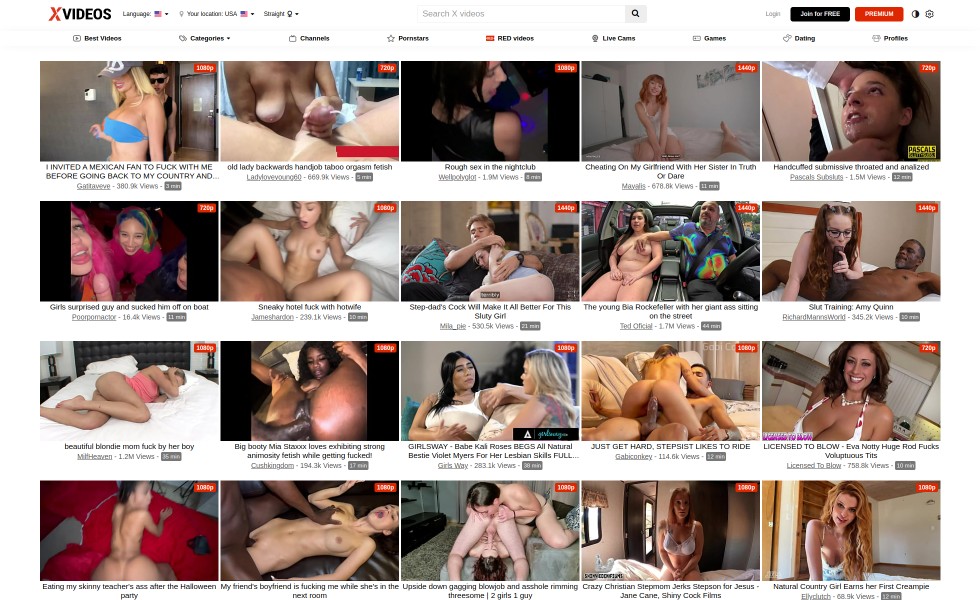 XVIDEOS
Language:
Your location: USA
Straight
Search X videos
Login
Join for FREE
PREMIUM
Best Videos
Categories
Channels
Pornstars
RED videos
Live Cams
Games
Dating
Profiles
1080p
720p
1080p
1440p
720p
PASCALS
I INVITED A MEXICAN FAN TO FUCK WITH ME
BEFORE GOING BACK TO MY COUNTRY AND...
Gatitaveve - 380.9k Views - 3 min
old lady backwards handjob taboo orgasm fetish
Ladyloveyoung60 - 669.9k Views - 5 min
Rough sex in the nightclub
Wellpolyglot - 1.9M Views - 8 min
Cheating On My Girlfriend With Her Sister In Truth
Or Dare
Mavalis - 678.8k Views - 11 min
Handcuffed submissive throated and analized
Pascals Subsluts - 1.5M Views - 12 min
720p
1080p
1440p
1440p
1440p
terribly
Girls surprised guy and sucked him off on boat
Poorpornactor - 16.4k Views - 11 min
Sneaky hotel fuck with hotwife
Jameshardon - 239.1k Views - 10 min
Step-dad's Cock Will Make It All Better For This
Sluty Girl
Mila_pie - 530.5k Views - 21 min
The young Bia Rockefeller with her giant ass sitting
on the street
Ted Oficial - 1.7M Views - 44 min
Slut Training: Amy Quinn
RichardMannsWorld - 345.2k Views - 10 min
1080p
1080p
1080p
1080p
720p
girlsway
LICENSED TO BLOW
beautiful blondie mom fuck by her boy
MilfHeaven - 1.2M Views - 35 min
Big booty Mia Staxxx loves exhibiting strong
animosity fetish while getting fucked!
Cushkingdom - 194.3k Views - 17 min
GIRLSWAY - Babe Kali Roses BEGS All Natural
Bestie Violet Myers For Her Lesbian Skills FULL...
Girls Way - 283.1k Views - 38 min
JUST GET HARD, STEPSIST LIKES TO RIDE
Gabiconkey - 114.6k Views - 12 min
LICENSED TO BLOW - Eva Notty Huge Rod Fucks
Voluptuous Tits
Licensed To Blow - 758.8k Views - 10 min
1080p
1080p
1080p
1080p
1080p
SHINYCOCKFILMS
Eating my skinny teacher's ass after the Halloween
party
My friend's boyfriend is fucking me while she's in the
next room
Upside down gagging blowjob and asshole rimming
threesome | 2 girls 1 guy
Crazy Christian Stepmom Jerks Stepson for Jesus -
Jane Cane, Shiny Cock Films
Natural Country Girl Earns her First Creampie
Ellyclutch - 68.9k Views - 12 min